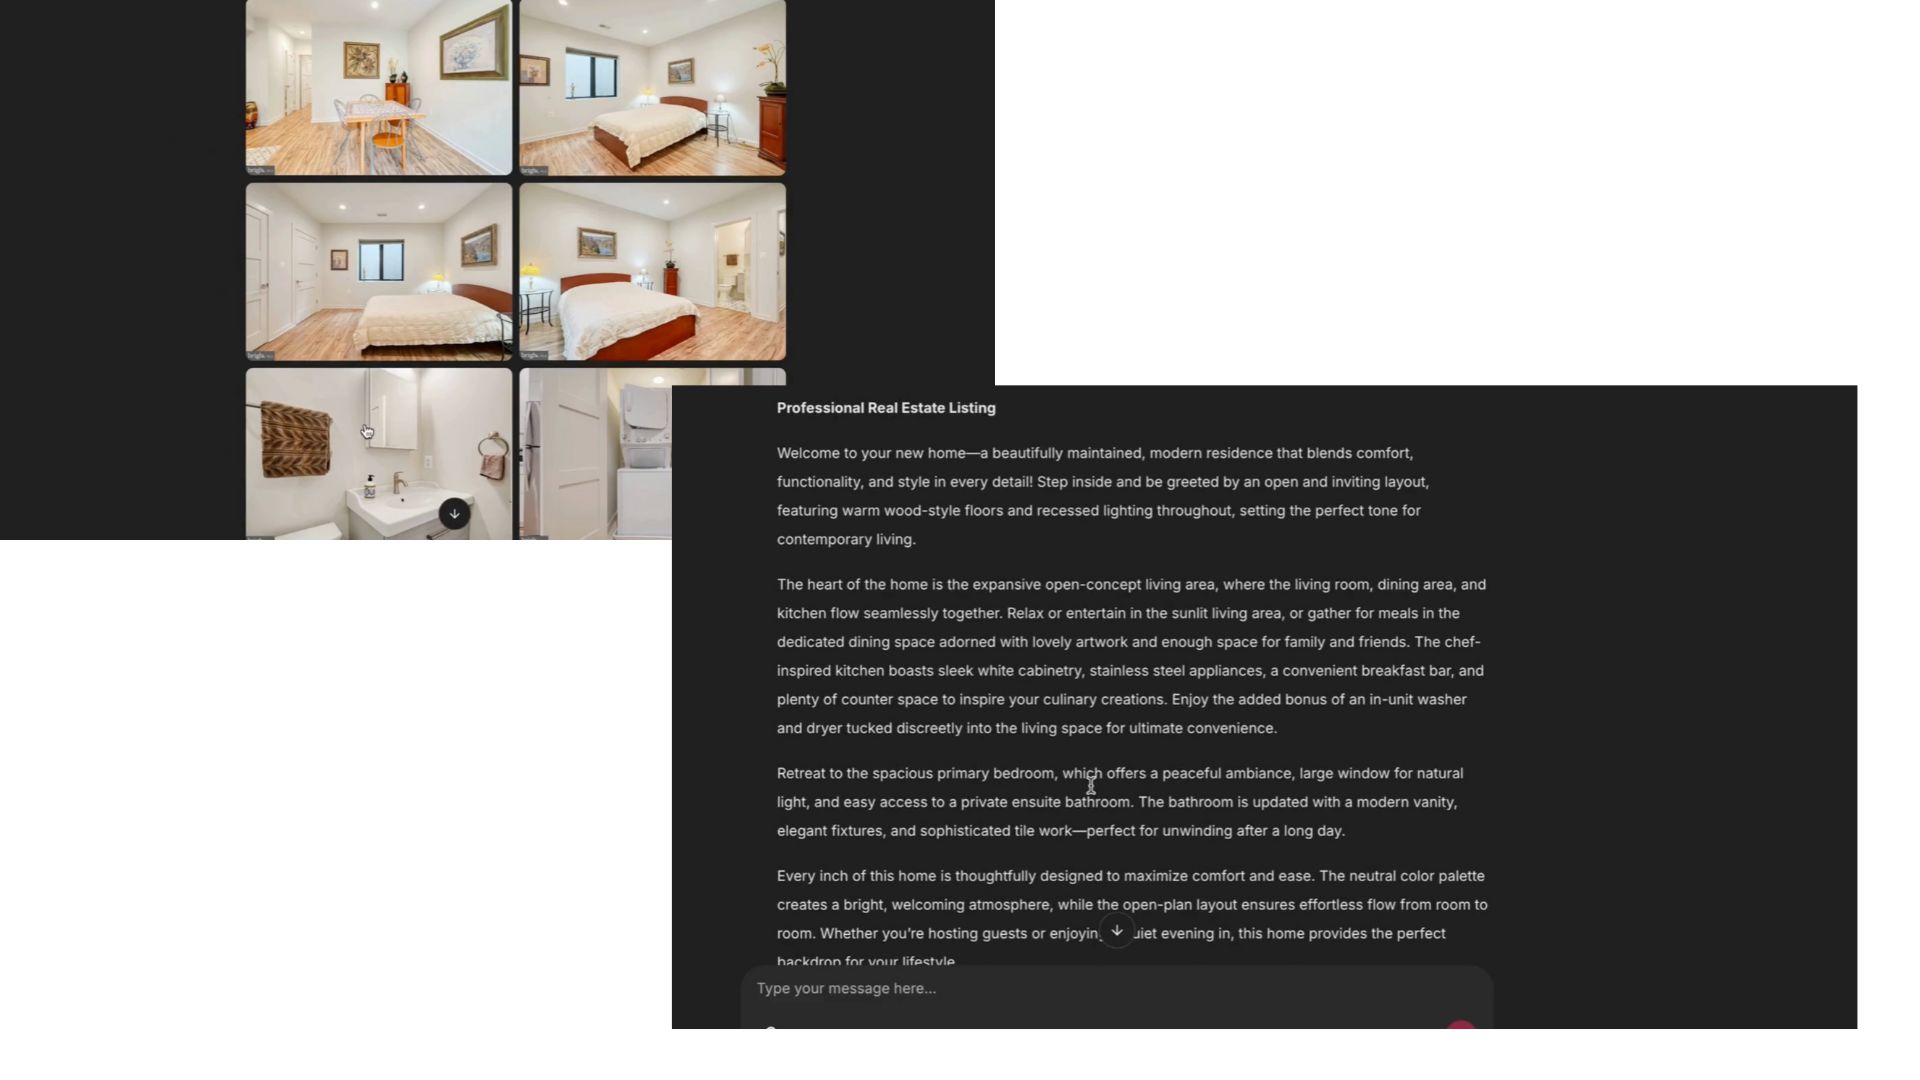 Professional Real Estate Listing
Welcome to your new home—a beautifully maintained, modern residence that blends comfort,
functionality, and style in every detail! Step inside and be greeted by an open and inviting layout,
featuring warm wood-style floors and recessed lighting throughout, setting the perfect tone for
contemporary living.
The heart of the home is the expansive open-concept living area, where the living room, dining area, and
kitchen flow seamlessly together. Relax or entertain in the sunlit living area, or gather for meals in the
dedicated dining space adorned with lovely artwork and enough space for family and friends. The chef-
inspired kitchen boasts sleek white cabinetry, stainless steel appliances, a convenient breakfast bar, and
plenty of counter space to inspire your culinary creations. Enjoy the added bonus of an in-unit washer
and dryer tucked discreetly into the living space for ultimate convenience.
Retreat to the spacious primary bedroom, which offers a peaceful ambiance, large window for natural
light, and easy access to a private ensuite bathroom. The bathroom is updated with a modern vanity,
elegant fixtures, and sophisticated tile work—perfect for unwinding after a long day.
Every inch of this home is thoughtfully designed to maximize comfort and ease. The neutral color palette
creates a bright, welcoming atmosphere, while the open-plan layout ensures effortless flow from room to
room. Whether you're hosting guests or enjoying quiet evening in, this home provides the perfect
backdrop for your lifestyle.
Type your message here...